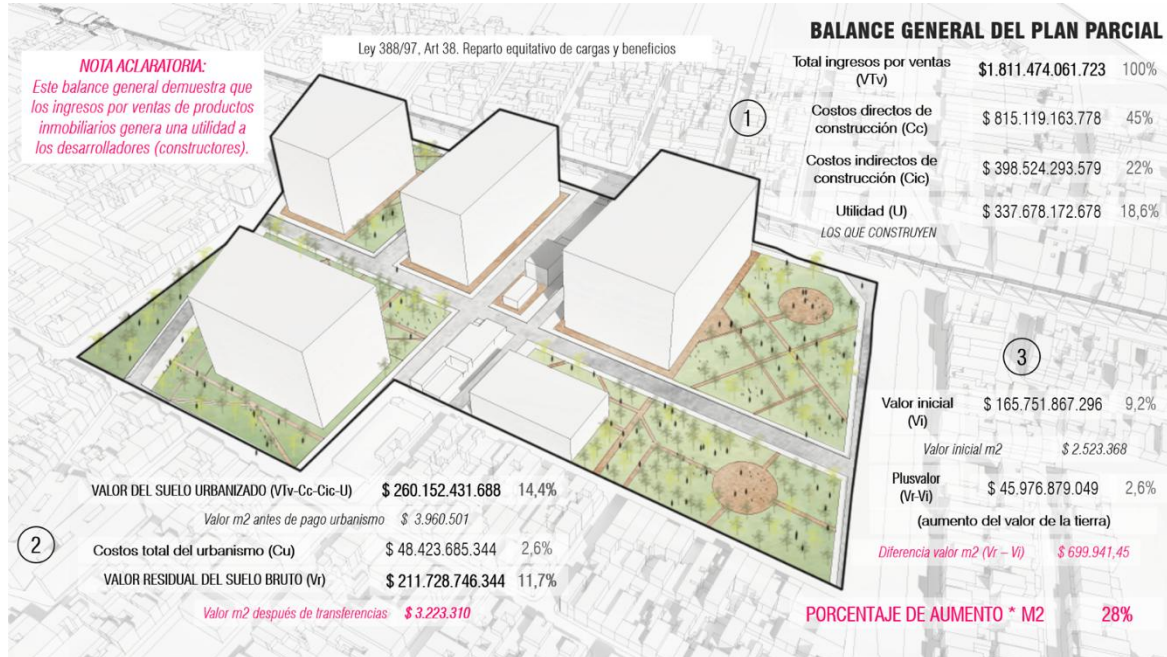 BALANCE GENERAL DEL PLAN PARCIAL
Ley 388/97, Art 38. Reparto equitativo de cargas y beneficios
NOTA ACLARATORIA:
Este balance general demuestra que
los ingresos por ventas de productos
inmobiliarios genera una utilidad a
los desarrolladores (constructores).
1
Total ingresos por ventas
(VTv)
$1.811.474.061.723 100%
Costos directos de
construcción (Cc)
$ 815.119.163.778 45%
Costos indirectos de
construcción (Cic)
$ 398.524.293.579 22%
Utilidad (U)
$ 337.678.172.678 18,6%
LOS QUE CONSTRUYEN
2
VALOR DEL SUELO URBANIZADO (VTv-Cc-Cic-U) $ 260.152.431.688 14,4%
Valor m2 antes de pago urbanismo $ 3.960.501
Costos total del urbanismo (Cu) $ 48.423.685.344 2,6%
VALOR RESIDUAL DEL SUELO BRUTO (Vr) $ 211.728.746.344 11,7%
Valor m2 después de transferencias $ 3.223.310
3
Valor inicial
(Vi)
$ 165.751.867.296 9,2%
Valor inicial m2 $ 2.523.368
Plusvalor
(Vr-Vi)
$ 45.976.879.049 2,6%
(aumento del valor de la tierra)
Diferencia valor m2 (Vr – Vi) $ 699.941,45
PORCENTAJE DE AUMENTO * M2 28%